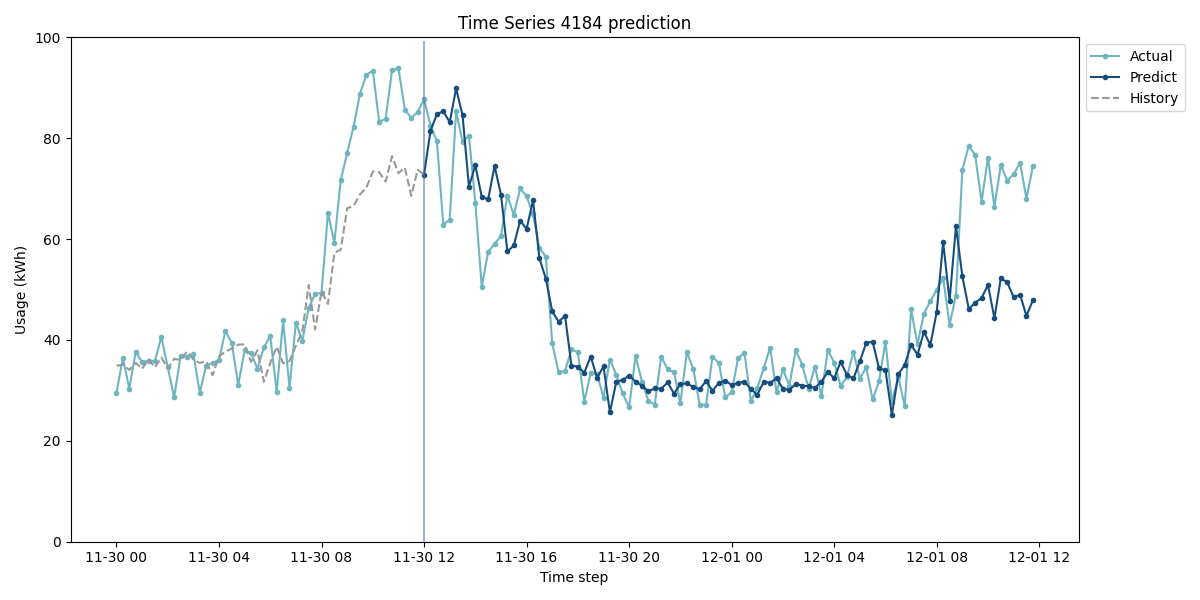 Time Series 4184 prediction
100
80
60
40
20
0
Usage (kWh)
11-30 00
11-30 04
11-30 08
11-30 12
11-30 16
11-30 20
12-01 00
12-01 04
12-01 08
12-01 12
Time step
Actual
Predict
History